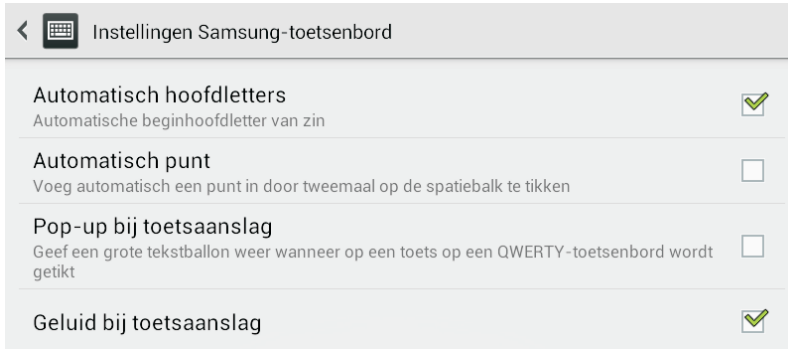 Instellingen Samsung-toetsenbord
Automatisch hoofdletters
Automatische beginhoofdletter van zin
Automatisch punt
Voeg automatisch een punt in door tweemaal op de spatiebalk te tikken
Pop-up bij toetsaanslag
Geef een grote tekstballon weer wanneer op een toets op een QWERTY-toetsenbord wordt
getikt
Geluid bij toetsaanslag